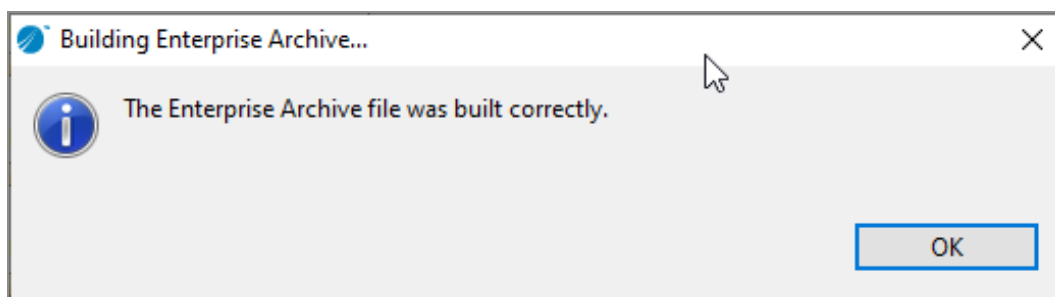 Building Enterprise Archive...
The Enterprise Archive file was built correctly.
OK